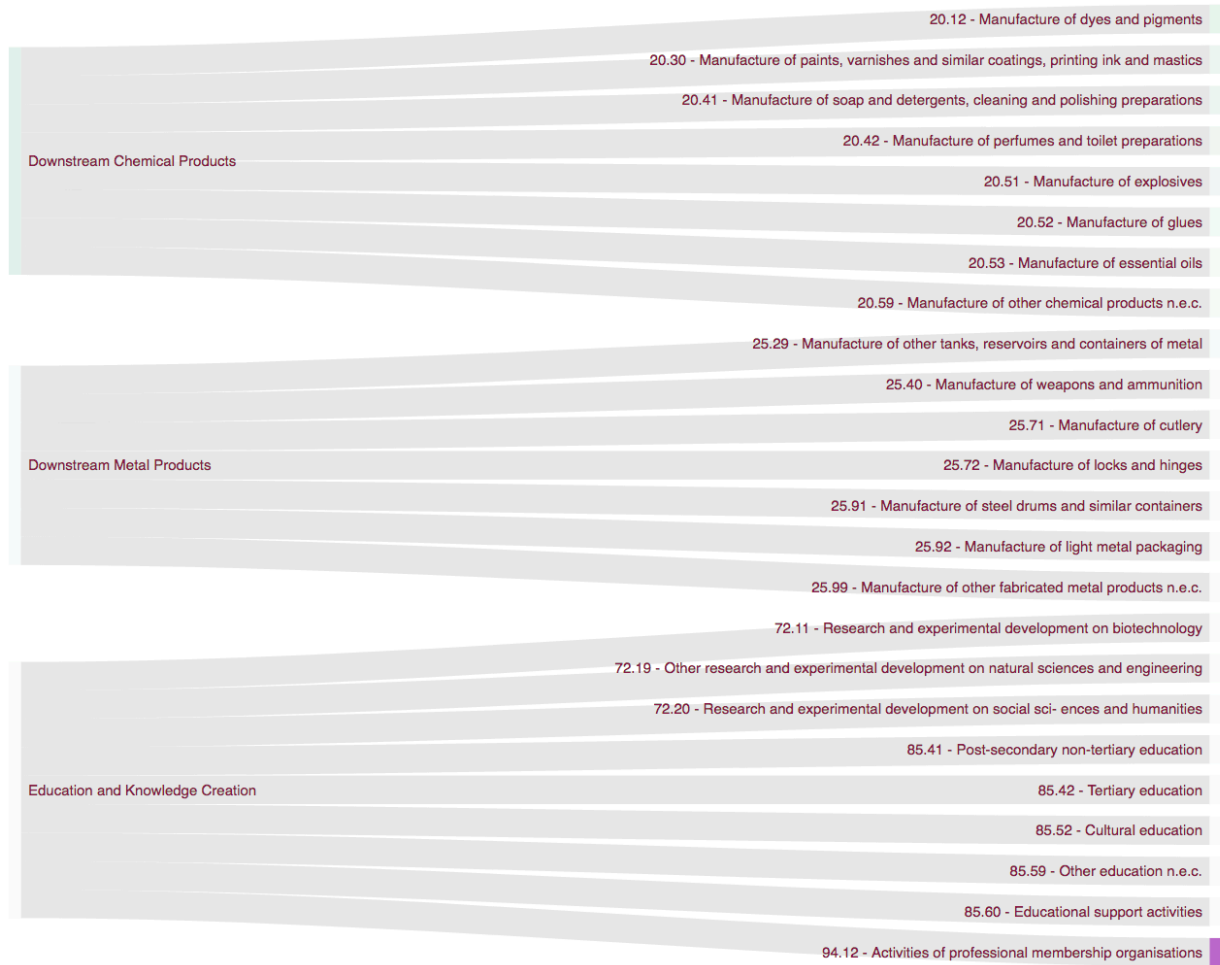 20.12 - Manufacture of dyes and pigments
20.30 - Manufacture of paints, varnishes and similar coatings, printing ink and mastics
20.41 - Manufacture of soap and detergents, cleaning and polishing preparations
20.42 - Manufacture of perfumes and toilet preparations
Downstream Chemical Products
20.51 - Manufacture of explosives
20.52 - Manufacture of glues
20.53 - Manufacture of essential oils
20.59 - Manufacture of other chemical products n.e.c.
25.29 - Manufacture of other tanks, reservoirs and containers of metal
25.40 - Manufacture of weapons and ammunition
25.71 - Manufacture of cutlery
Downstream Metal Products
25.72 - Manufacture of locks and hinges
25.91 - Manufacture of steel drums and similar containers
25.92 - Manufacture of light metal packaging
25.99 - Manufacture of other fabricated metal products n.e.c.
72.11 - Research and experimental development on biotechnology
72.19 - Other research and experimental development on natural sciences and engineering
72.20 - Research and experimental development on social sci- ences and humanities
85.41 - Post-secondary non-tertiary education
Education and Knowledge Creation
85.42 - Tertiary education
85.52 - Cultural education
85.59 - Other education n.e.c.
85.60 - Educational support activities
94.12 - Activities of professional membership organisations